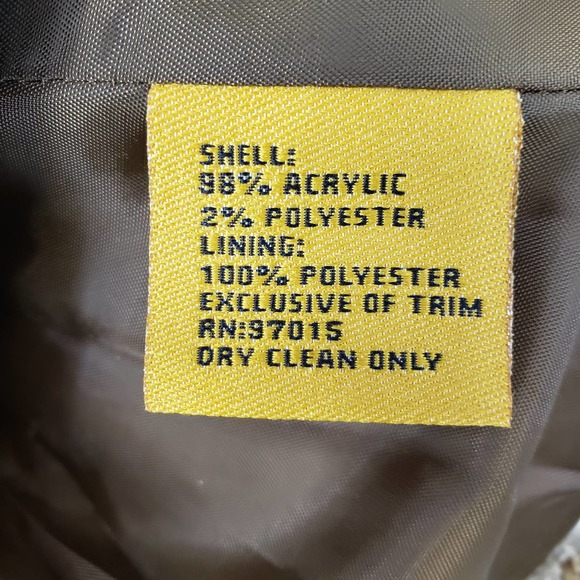 SHELL:
98% ACRYLIC
2% POLYESTER
LINING:
100% POLYESTER
EXCLUSIVE OF TRIM
RN:97015
DRY CLEAN ONLY